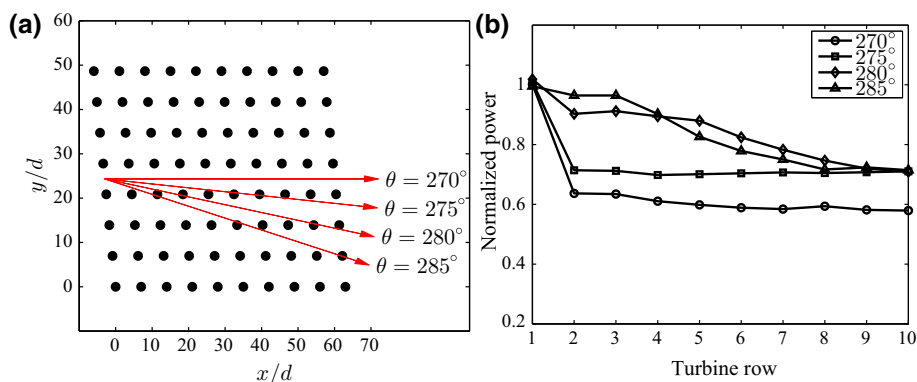 (a)
60
50
40
30
20
10
0
y/d
0 10 20 30 40 50 60 70
x/d
θ = 270°
θ = 275°
θ = 280°
θ = 285°
(b)
1
0.8
0.6
0.4
0.2
Normalized power
1 2 3 4 5 6 7 8 9 10
Turbine row
270°
275°
280°
285°